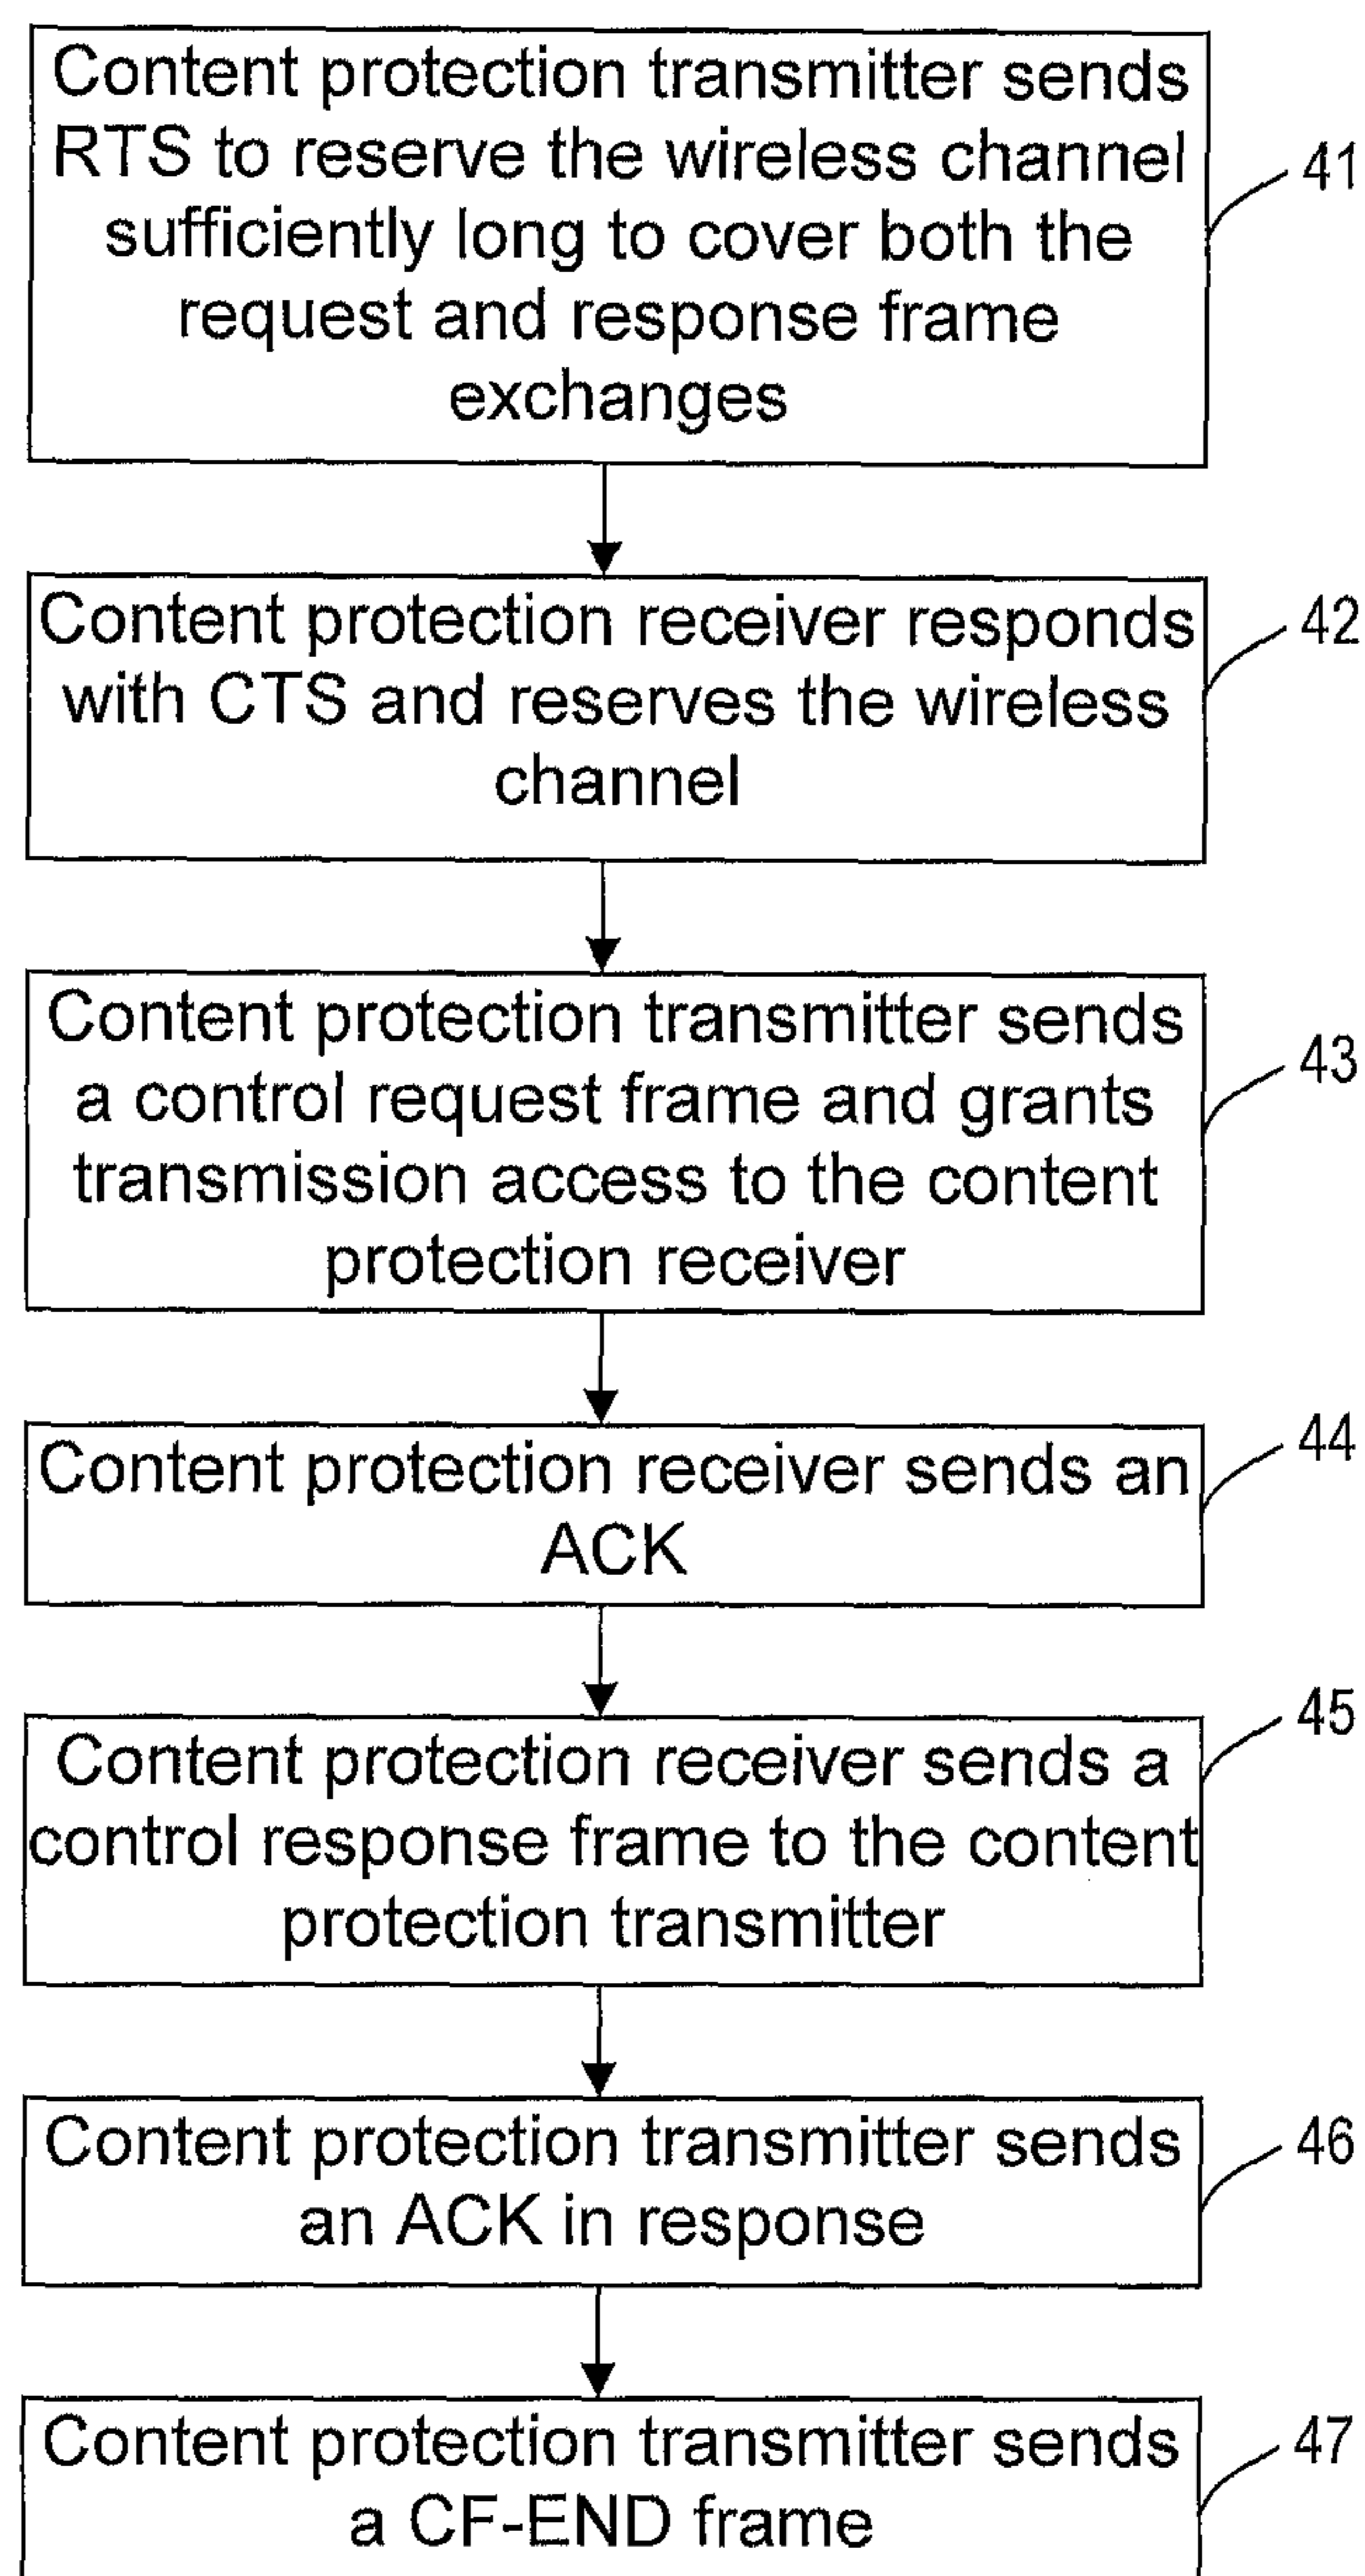 Content protection transmitter sends
RTS to reserve the wireless channel
sufficiently long to cover both the
request and response frame
exchanges
41
Content protection receiver responds
with CTS and reserves the wireless
channel
42
Content protection transmitter sends
a control request frame and grants
transmission access to the content
protection receiver
43
Content protection receiver sends an
ACK
44
Content protection receiver sends a
control response frame to the content
protection transmitter
45
Content protection transmitter sends
an ACK in response
46
Content protection transmitter sends
a CF-END frame
47